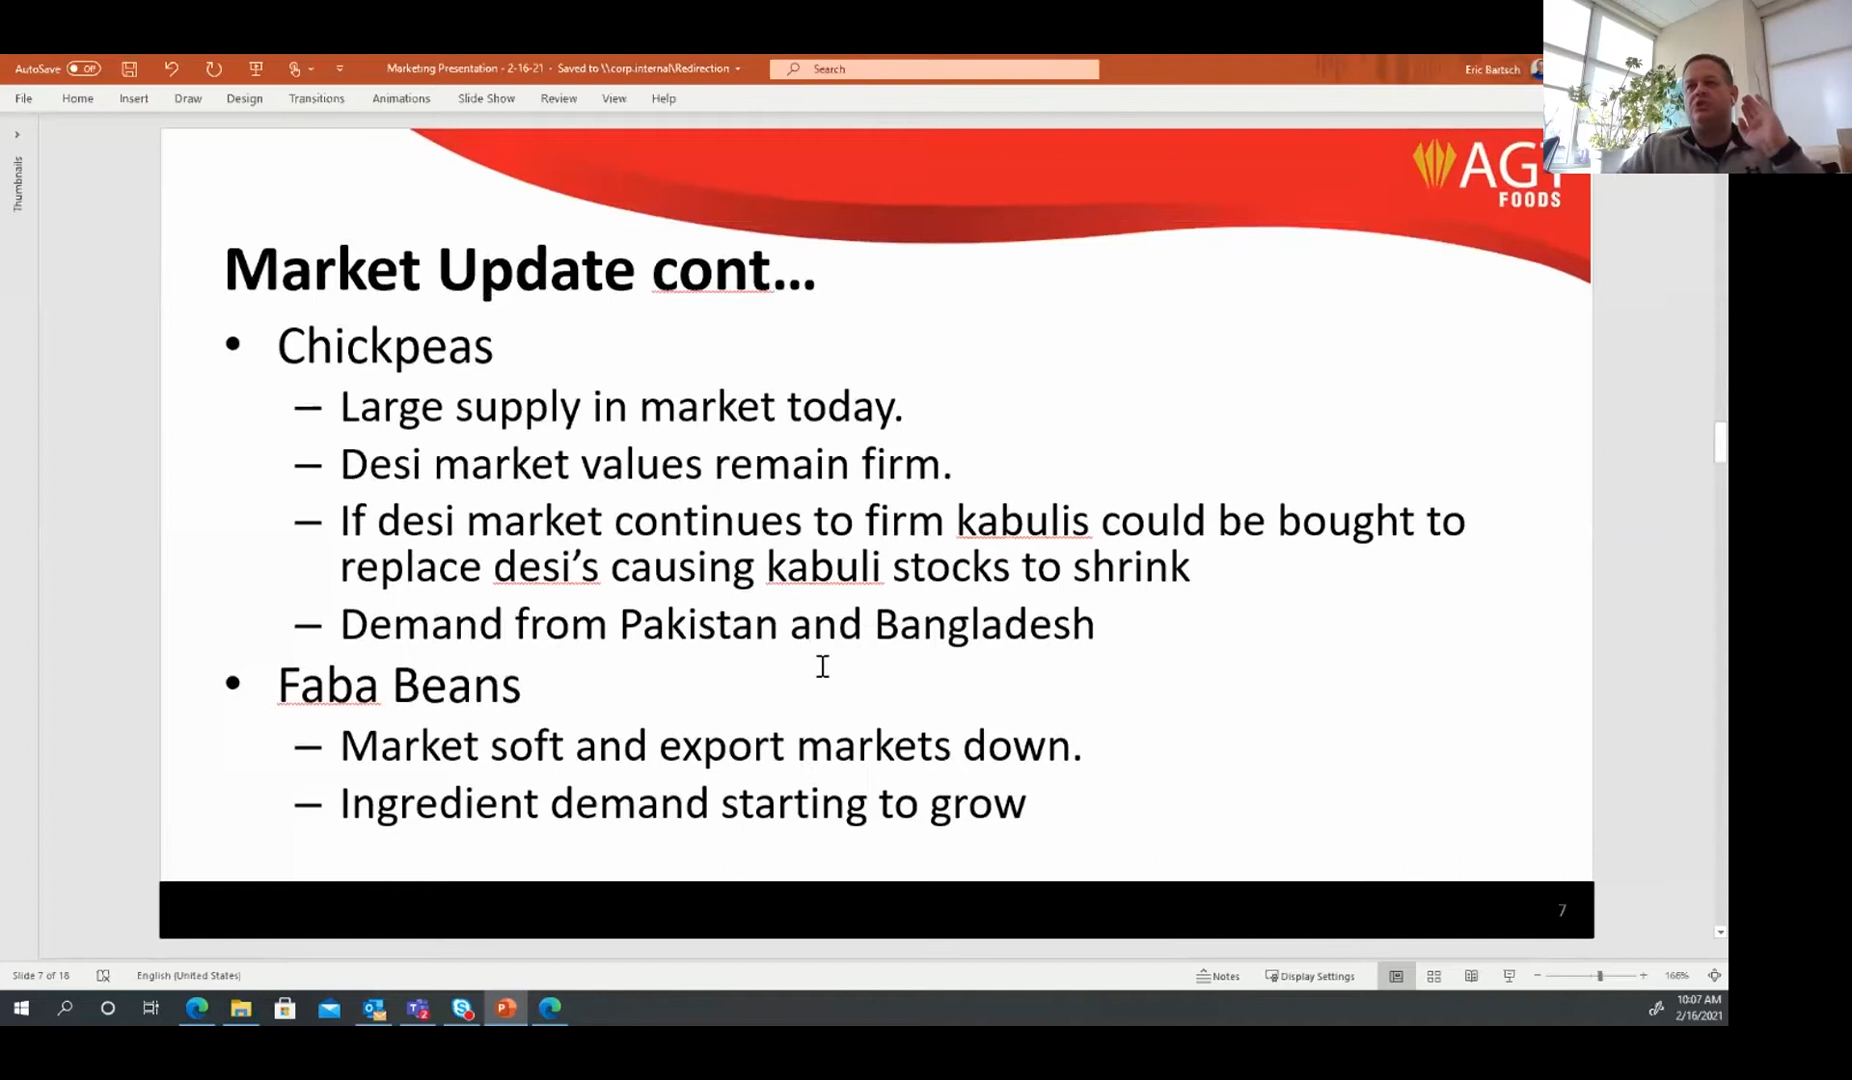 AutoSave Off
Marketing Presentation - 2-16-21 · Saved to \\corp.internal\Redirection
Search
Eric Bartsch
File Home Insert Draw Design Transitions Animations Slide Show Review View Help
Thumbnails
AGT
FOODS
Market Update cont...
• Chickpeas
– Large supply in market today.
– Desi market values remain firm.
– If desi market continues to firm kabulis could be bought to
replace desi's causing kabuli stocks to shrink
– Demand from Pakistan and Bangladesh
• Faba Beans
– Market soft and export markets down.
– Ingredient demand starting to grow
7
Slide 7 of 18 English (United States) Notes Display Settings 166%
10:07 AM
2/16/2021